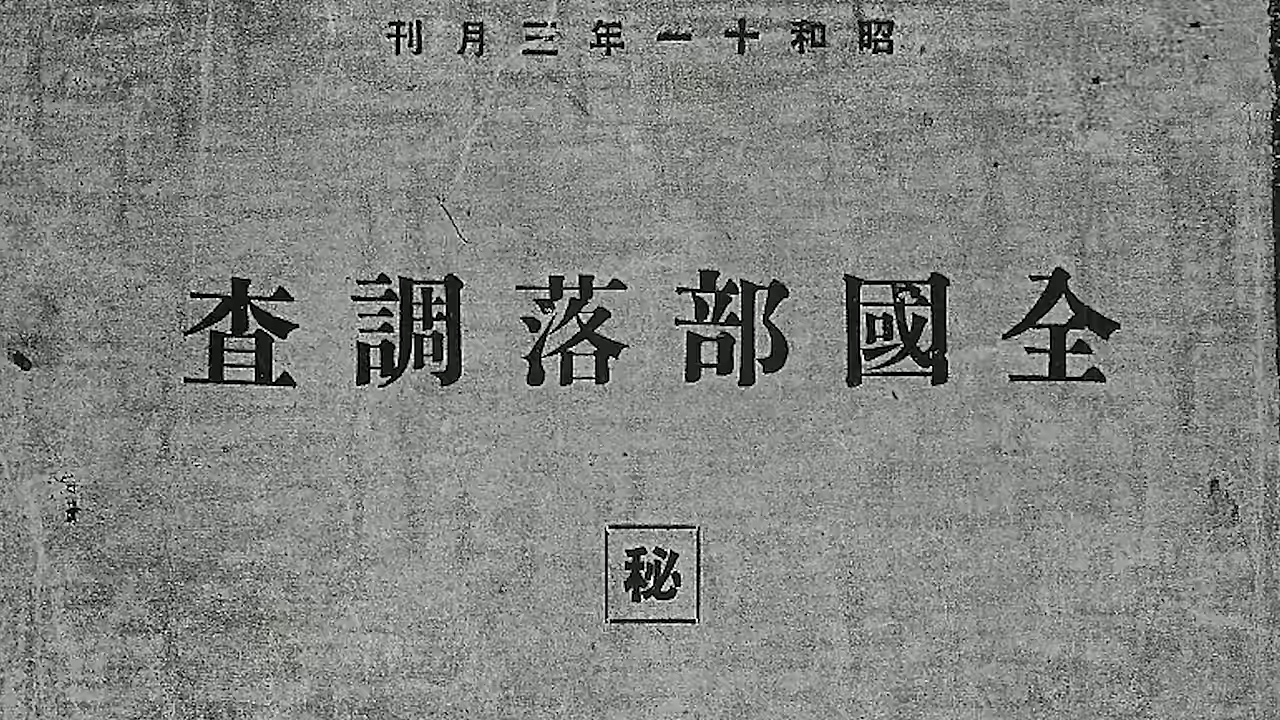 昭和十一年三月刊
全國部落調査
秘